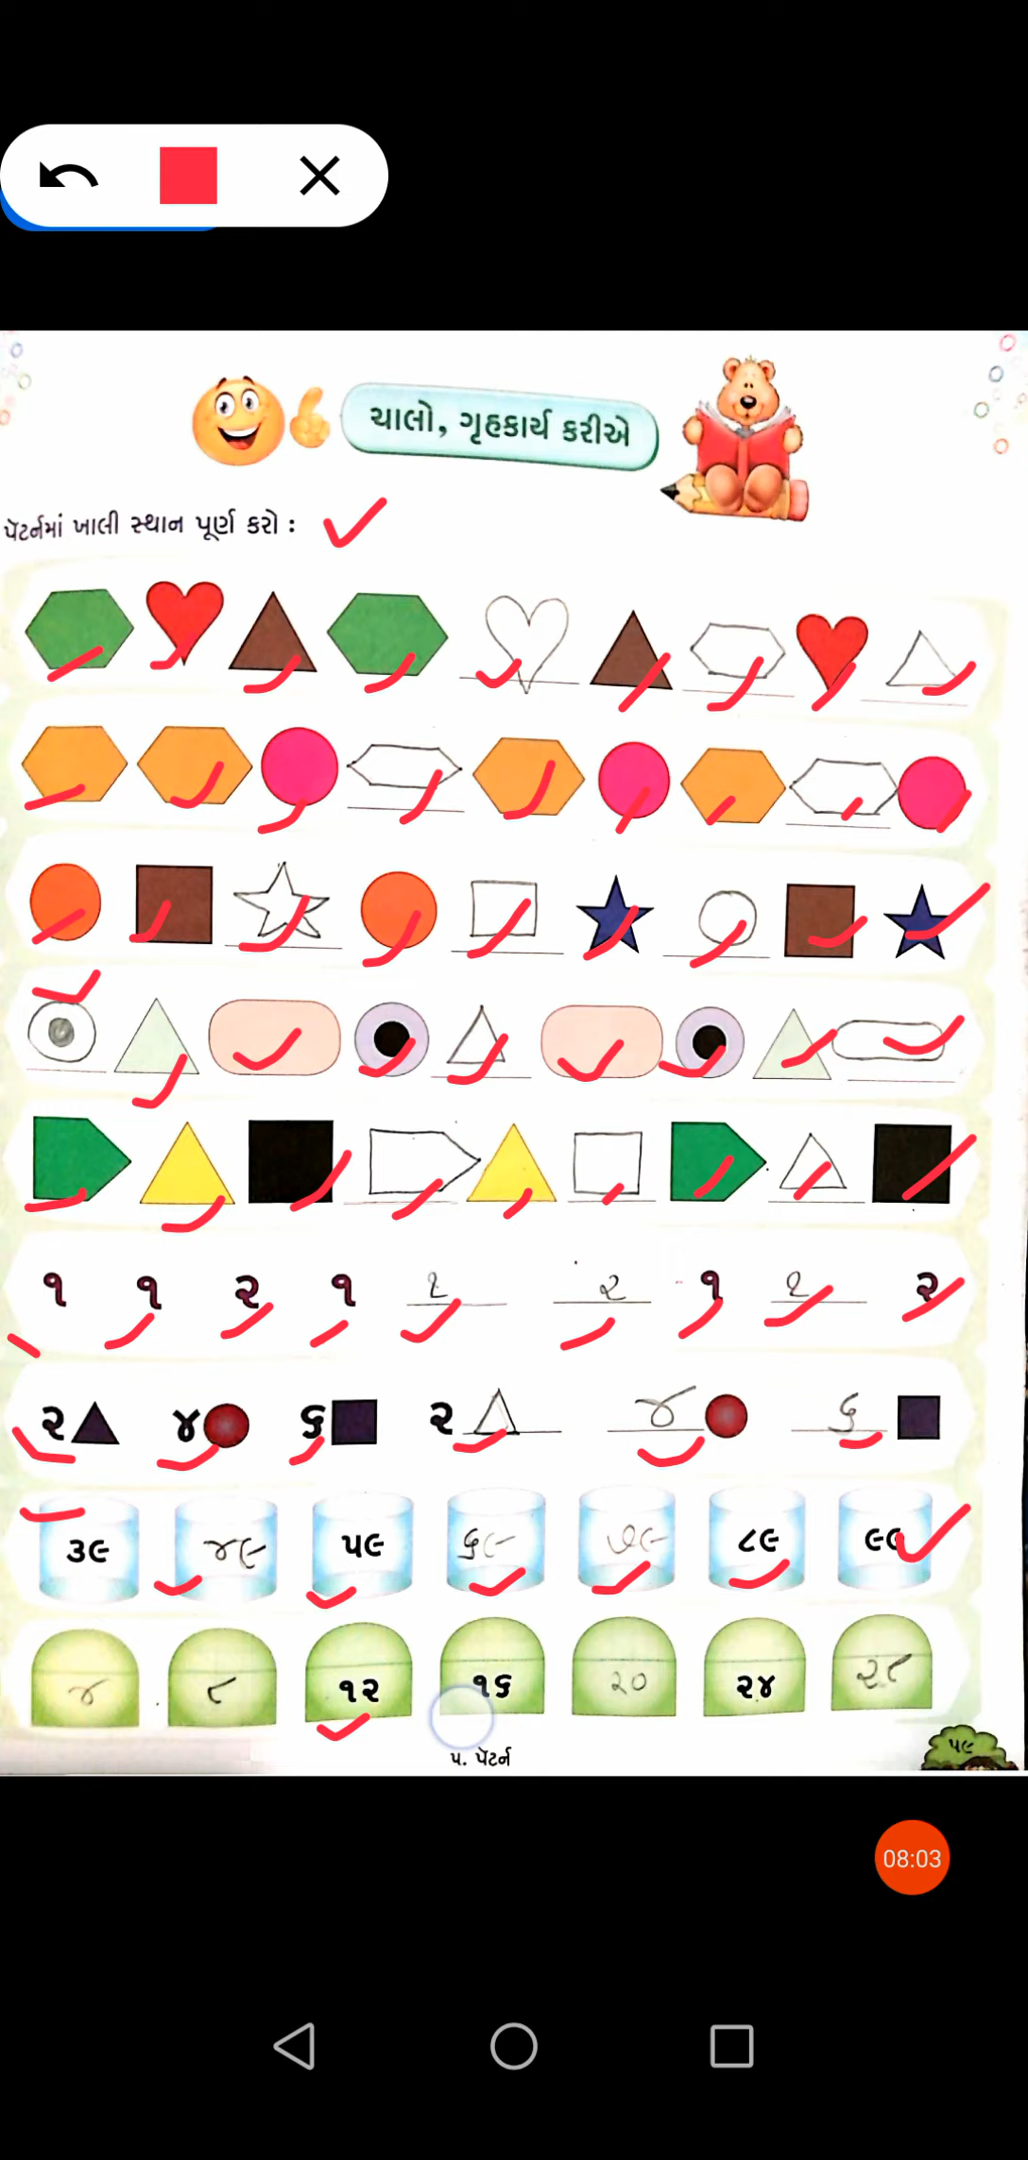 ચાલો, ગૃહકાર્ય કરીએ
પૅટર્નમાં ખાલી સ્થાન પૂર્ણ કરો :
૧ ૧ ૨ ૧ ૧ ૨ ૧ ૧ ૨
૨ ૪ ૬ ૨ ૪ ૬
૩૯ ૪૯ ૫૯ ૬૯ ૭૯ ૮૯ ૯૯
૪ ૮ ૧૨ ૧૬ ૨૦ ૨૪ ૨૮
૫. પૅટર્ન
૫૯
08:03